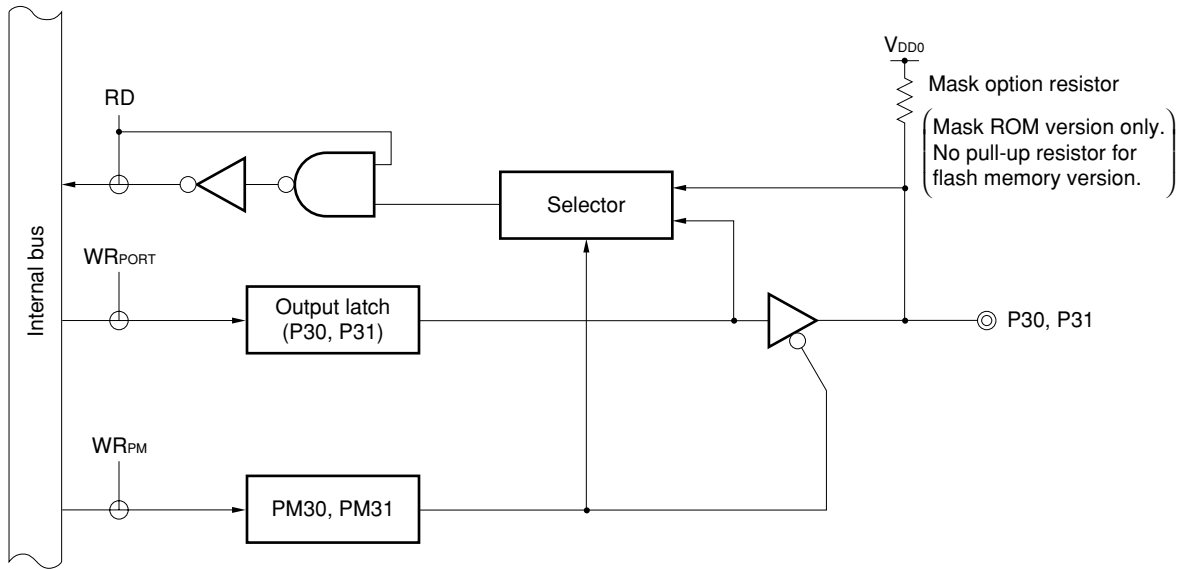 VDD0
Mask option resistor
Mask ROM version only.
No pull-up resistor for
flash memory version.
RD
Selector
WRPORT
Internal bus
Output latch
(P30, P31)
P30, P31
WRPM
PM30, PM31